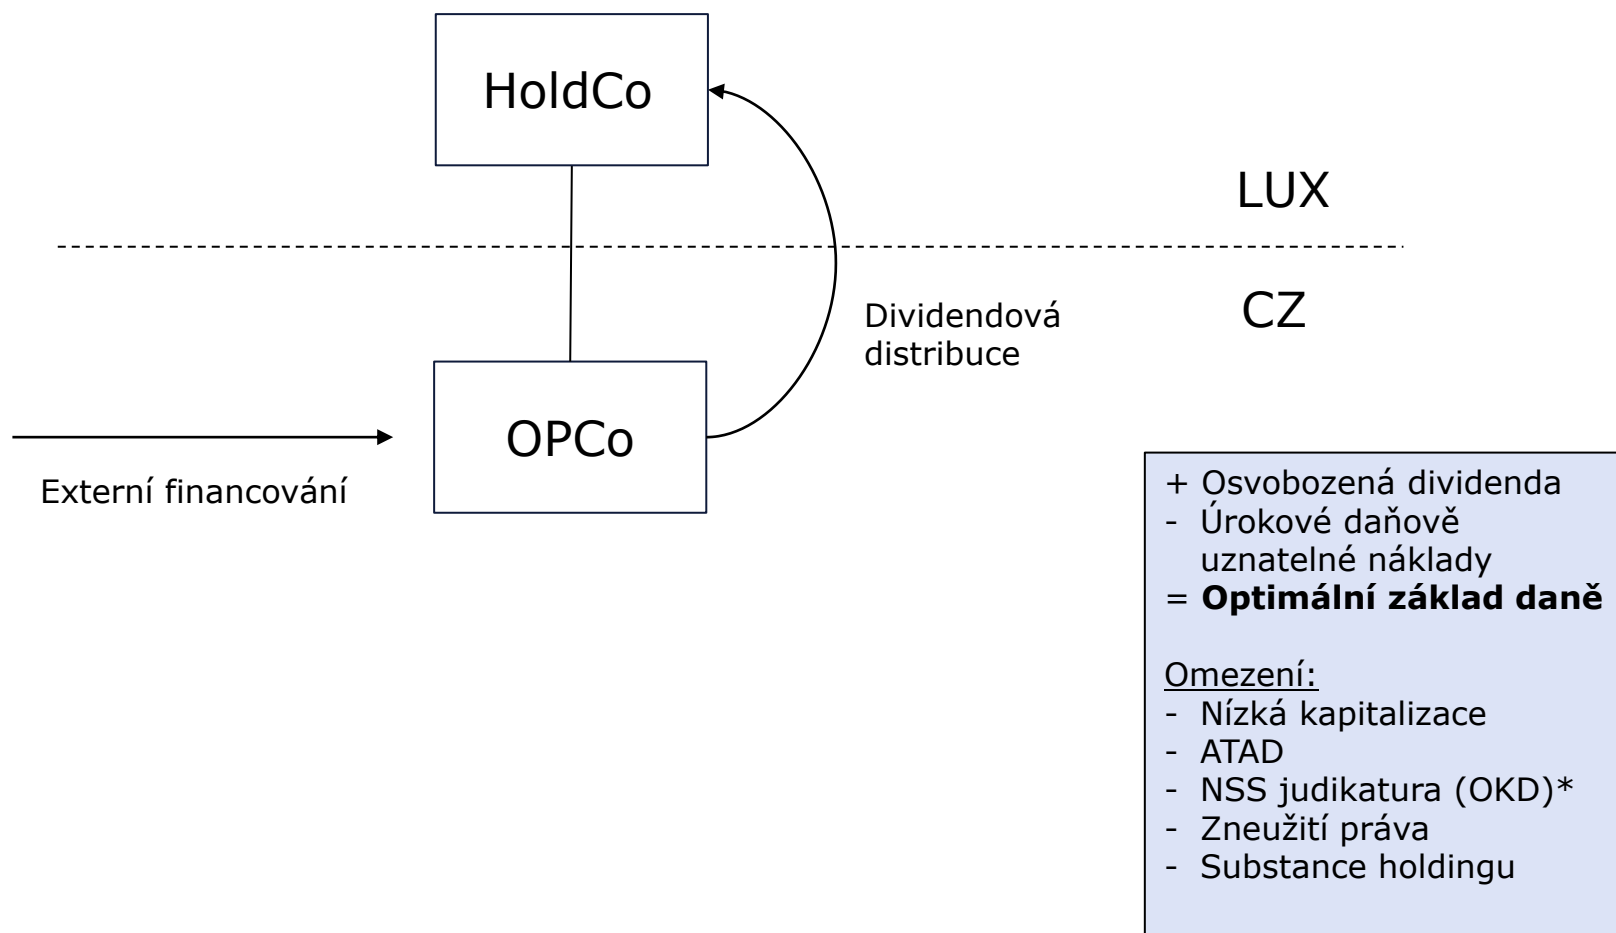 HoldCo
LUX
CZ
Dividendová
distribuce
OPCo
Externí financování
+ Osvobozená dividenda
- Úrokové daňově
uznatelné náklady
= Optimální základ daně
Omezení:
- Nízká kapitalizace
- ATAD
- NSS judikatura (OKD)*
- Zneužití práva
- Substance holdingu